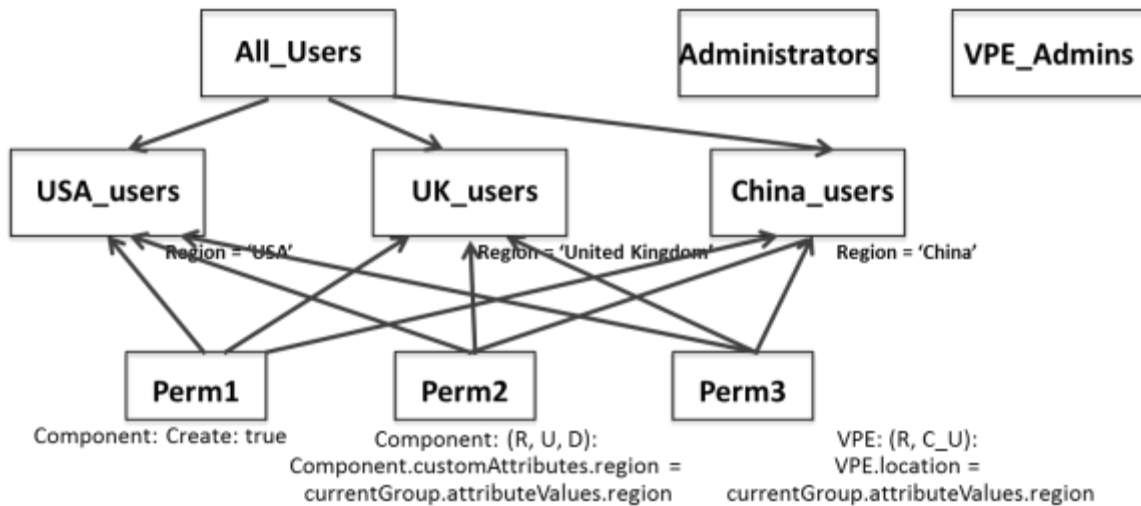 All_Users
Administrators
VPE_Admins
USA_users
UK_users
China_users
Region = ‘USA’
Region = ‘United Kingdom’
Region = ‘China’
Perm1
Perm2
Perm3
Component: Create: true
Component: (R, U, D):
Component.customAttributes.region =
currentGroup.attributeValues.region
VPE: (R, C_U):
VPE.location =
currentGroup.attributeValues.region